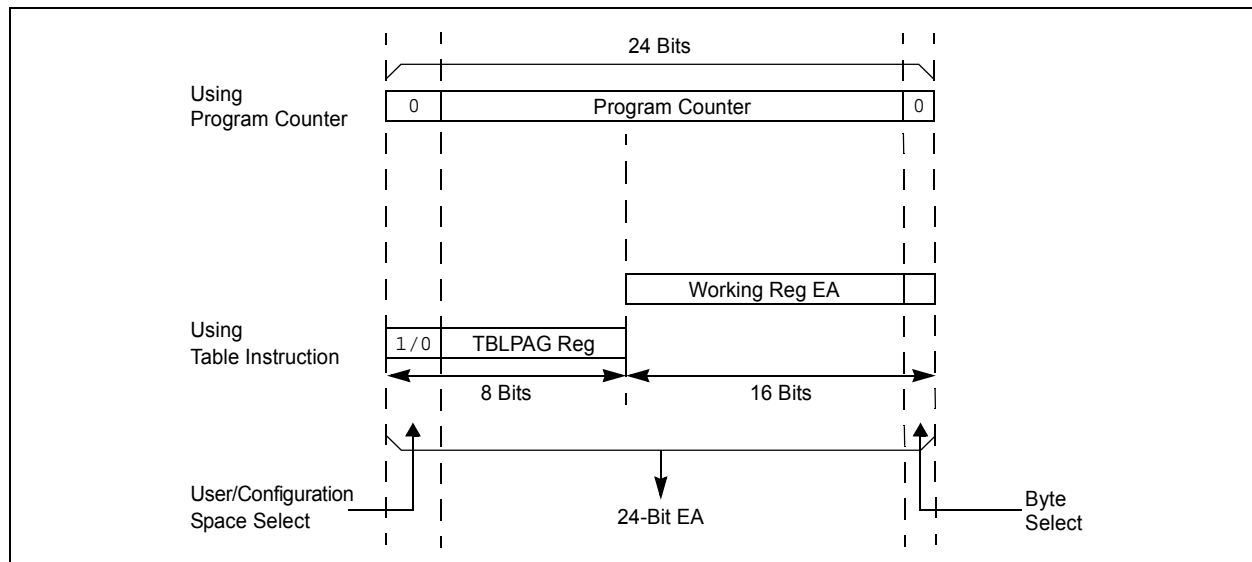 24 Bits
Using
Program Counter
0
Program Counter
0
Working Reg EA
Using
Table Instruction
1/0
TBLPAG Reg
8 Bits
16 Bits
User/Configuration
Space Select
24-Bit EA
Byte
Select